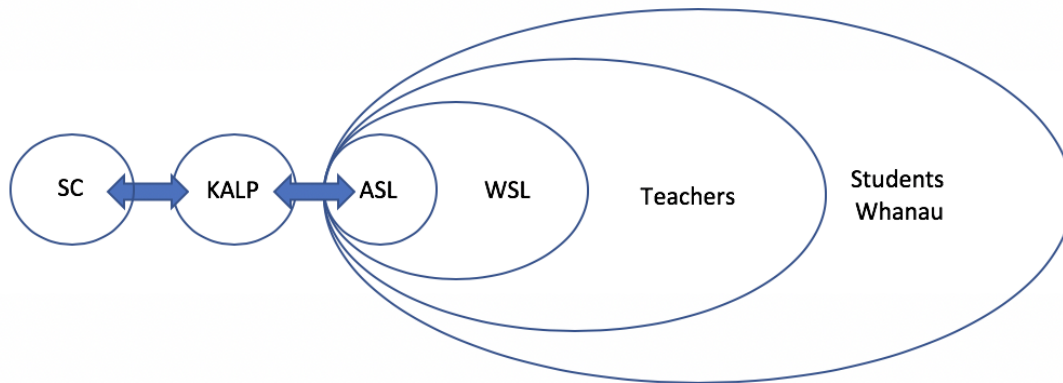 SC
KALP
ASL
WSL
Teachers
Students
Whanau